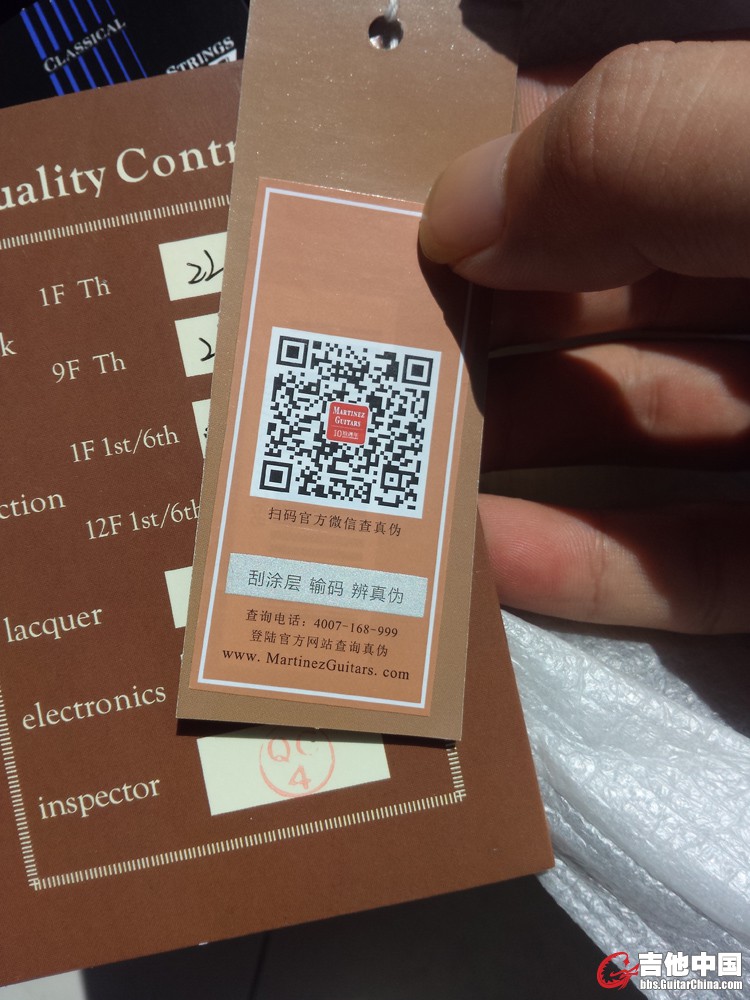 CLASSICAL
STRINGS
uality Contr
1F Th
k
9F Th
1F 1st/6th
ction
12F 1st/6th
lacquer
electronics
inspector
QC
4
MARTINEZ
GUITARS
扫码官方微信查真伪
刮涂层 输码 辨真伪
查询电话：4007-168-999
登陆官方网站查询真伪
www. MartinezGuitars. com
吉他中国
bbs.GuitarChina.com